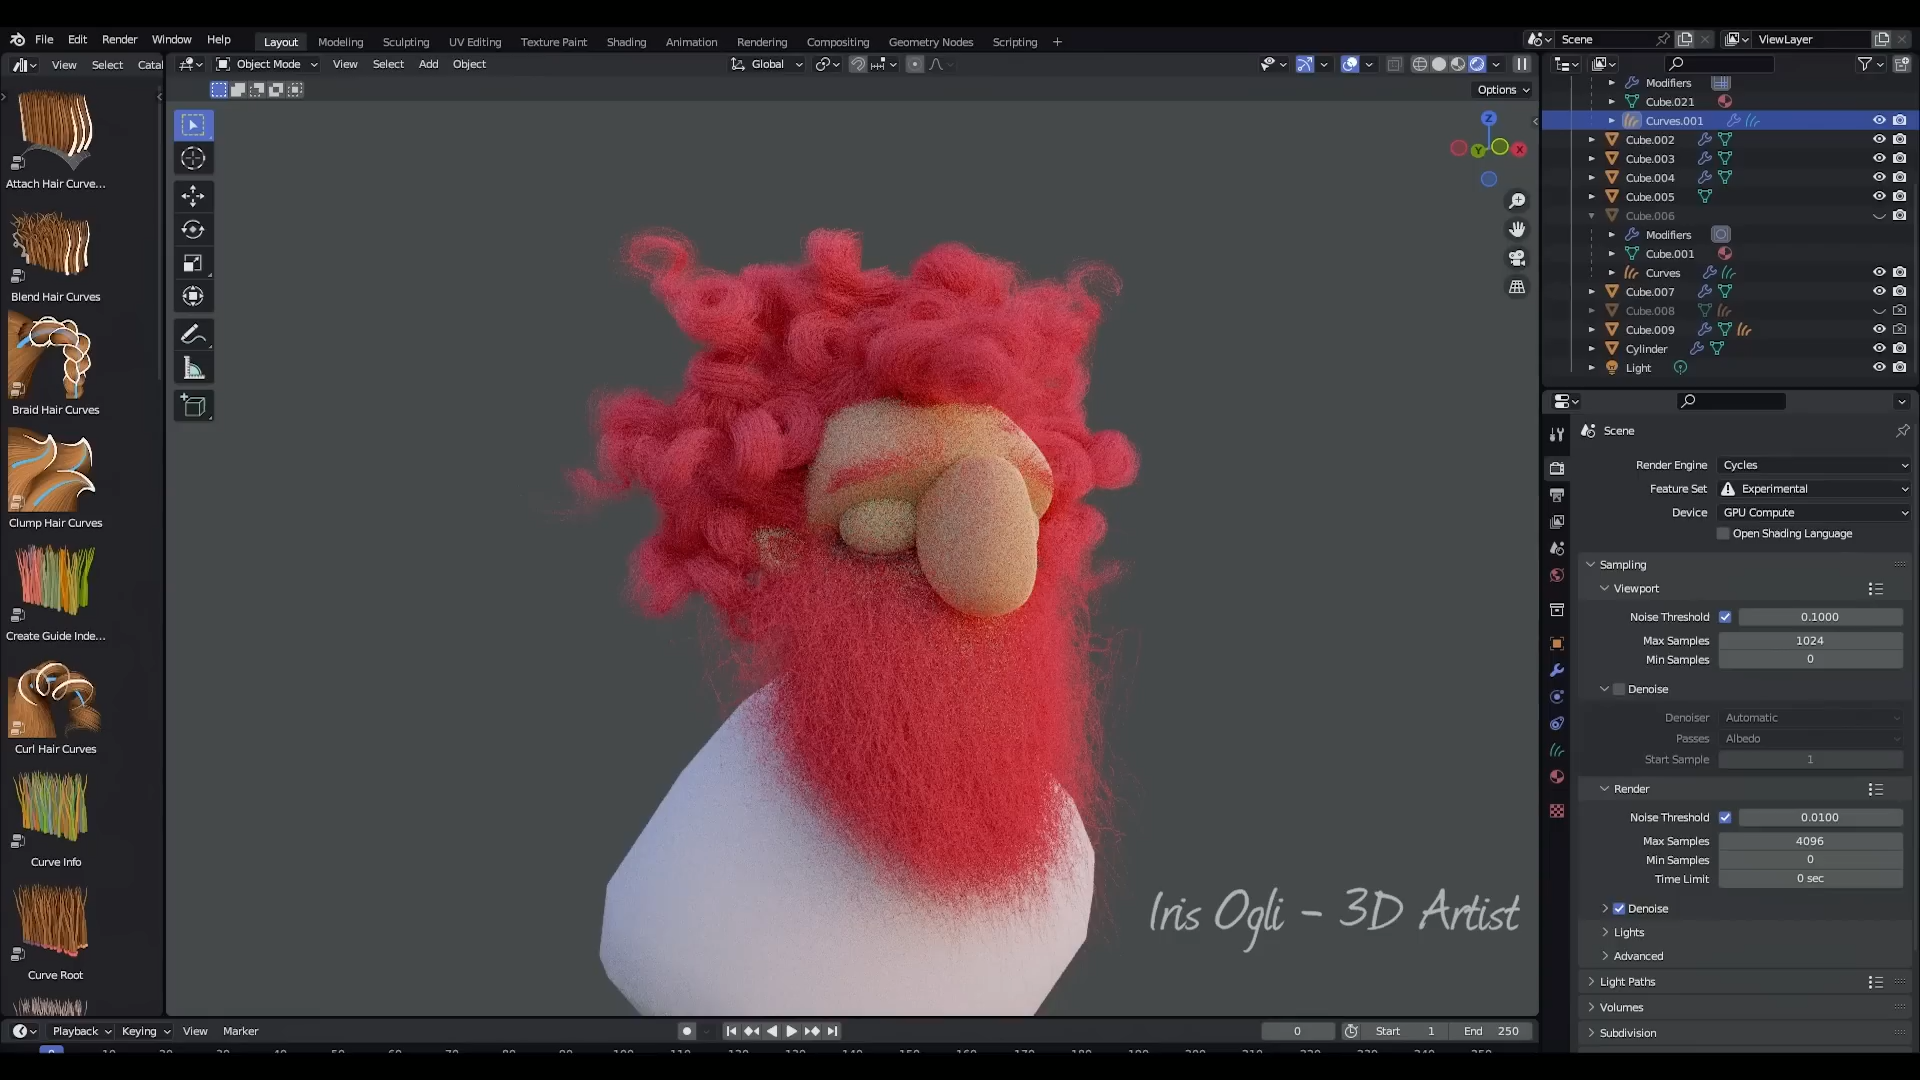 File Edit Render Window Help
Layout Modeling Sculpting UV Editing Texture Paint Shading Animation Rendering Compositing Geometry Nodes Scripting +
Scene
ViewLayer
View Select Catal
Object Mode View Select Add Object
Global
Options
Attach Hair Curve...
Blend Hair Curves
Braid Hair Curves
Clump Hair Curves
Create Guide Inde...
Curl Hair Curves
Curve Info
Curve Root
Z
Y
X
Iris Ogli - 3D Artist
Modifiers
Cube.021
Curves.001
Cube.002
Cube.003
Cube.004
Cube.005
Cube.006
Modifiers
Cube.001
Curves
Cube.007
Cube.008
Cube.009
Cylinder
Light
Scene
Render Engine Cycles
Feature Set Experimental
Device GPU Compute
Open Shading Language
Sampling
Viewport
Noise Threshold 0.1000
Max Samples 1024
Min Samples 0
Denoise
Denoiser Automatic
Passes Albedo
Start Sample 1
Render
Noise Threshold 0.0100
Max Samples 4096
Min Samples 0
Time Limit 0 sec
Denoise
Lights
Advanced
Light Paths
Volumes
Subdivision
Playback Keying View Marker
0 Start 1 End 250